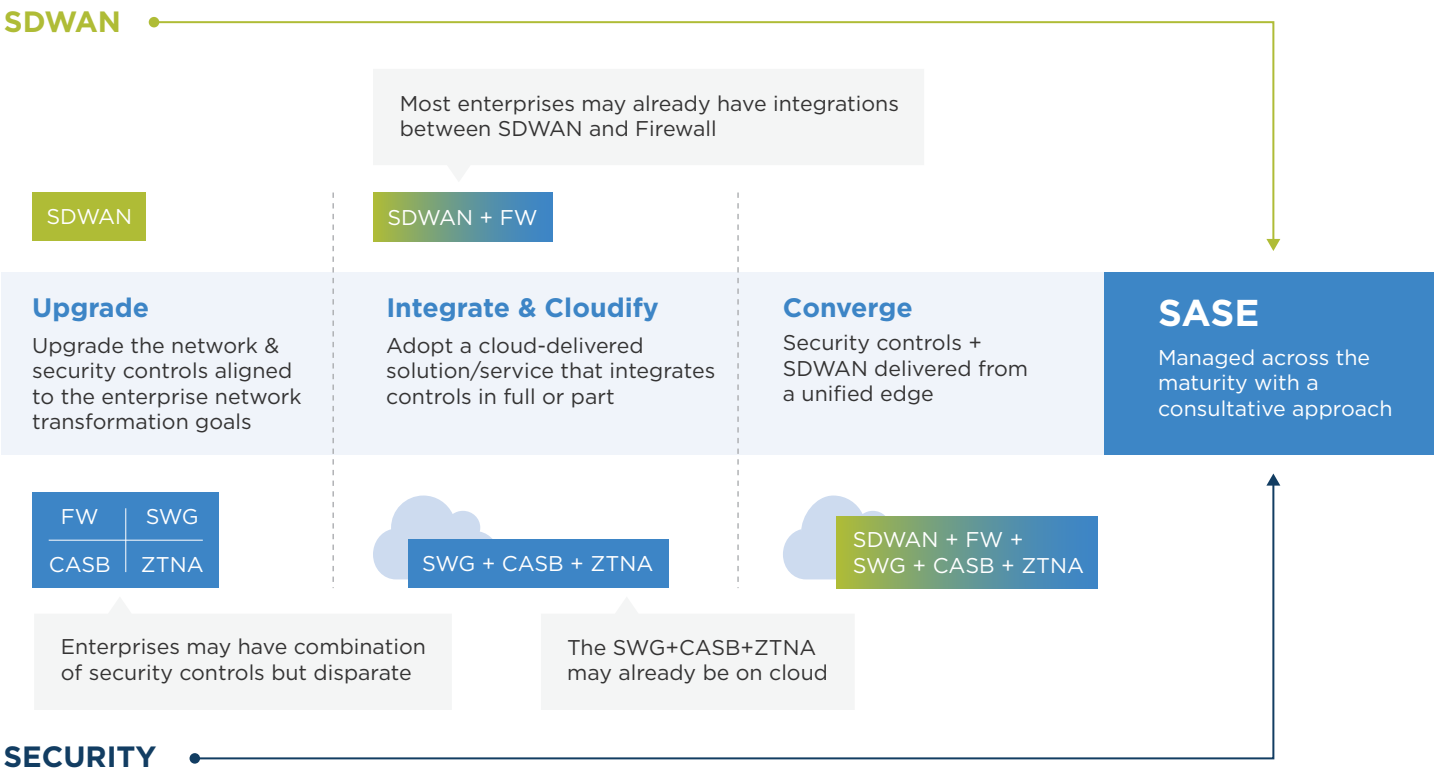 SDWAN
Most enterprises may already have integrations
between SDWAN and Firewall
SDWAN
SDWAN + FW
Upgrade
Upgrade the network &
security controls aligned
to the enterprise network
transformation goals
Integrate & Cloudify
Adopt a cloud-delivered
solution/service that integrates
controls in full or part
Converge
Security controls +
SDWAN delivered from
a unified edge
SASE
Managed across the
maturity with a
consultative approach
FW SWG
CASB ZTNA
SWG + CASB + ZTNA
SDWAN + FW +
SWG + CASB + ZTNA
Enterprises may have combination
of security controls but disparate
The SWG+CASB+ZTNA
may already be on cloud
SECURITY